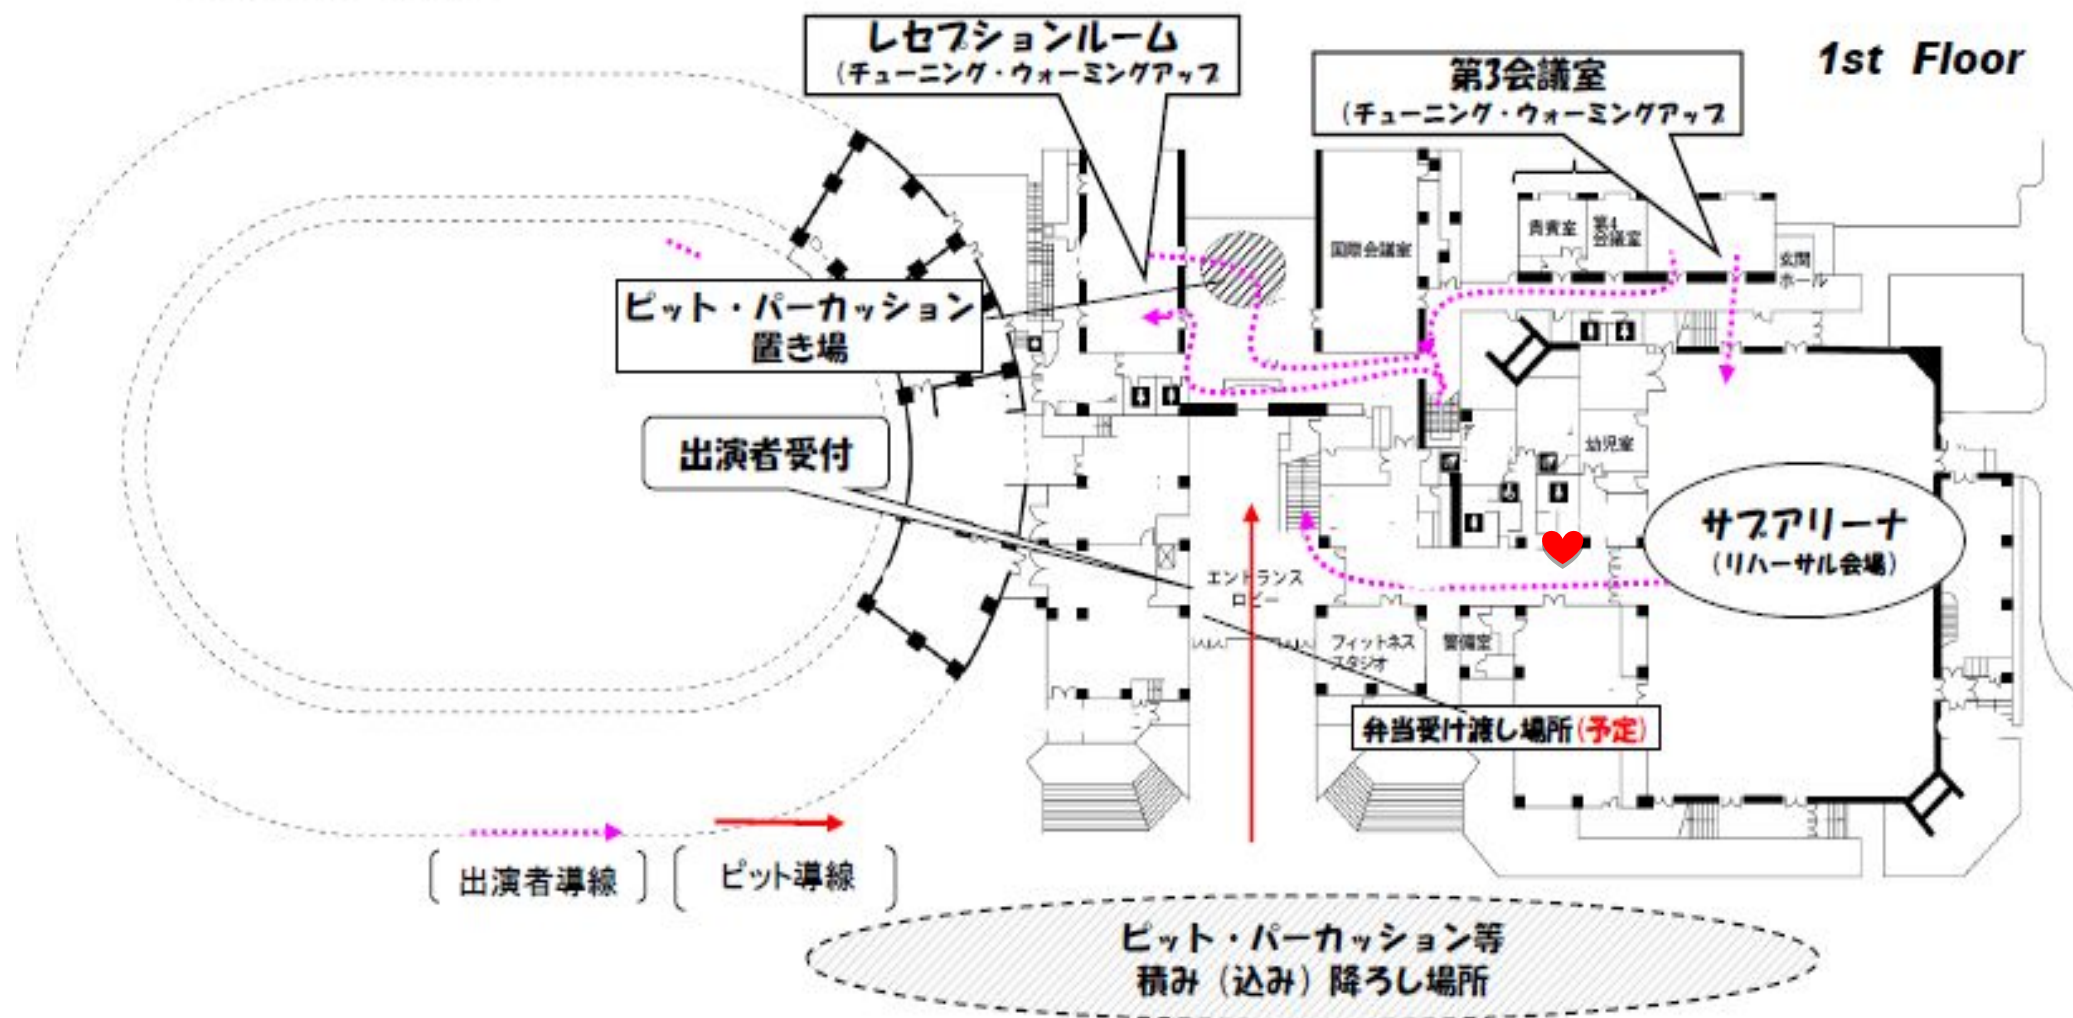 レセプションルーム
(チューニング・ウォーミングアップ
第3会議室
(チューニング・ウォーミングアップ
1st Floor
貴賓室
第4
会議室
国際会議室
玄関
ホール
ピット・パーカッション
置き場
出演者受付
幼児室
サブアリーナ
(リハーサル会場)
エントランス
ロビー
フィットネス
スタジオ
警備室
弁当受け渡し場所(予定)
出演者導線
ピット導線
ピット・パーカッション等
積み(込み)降ろし場所